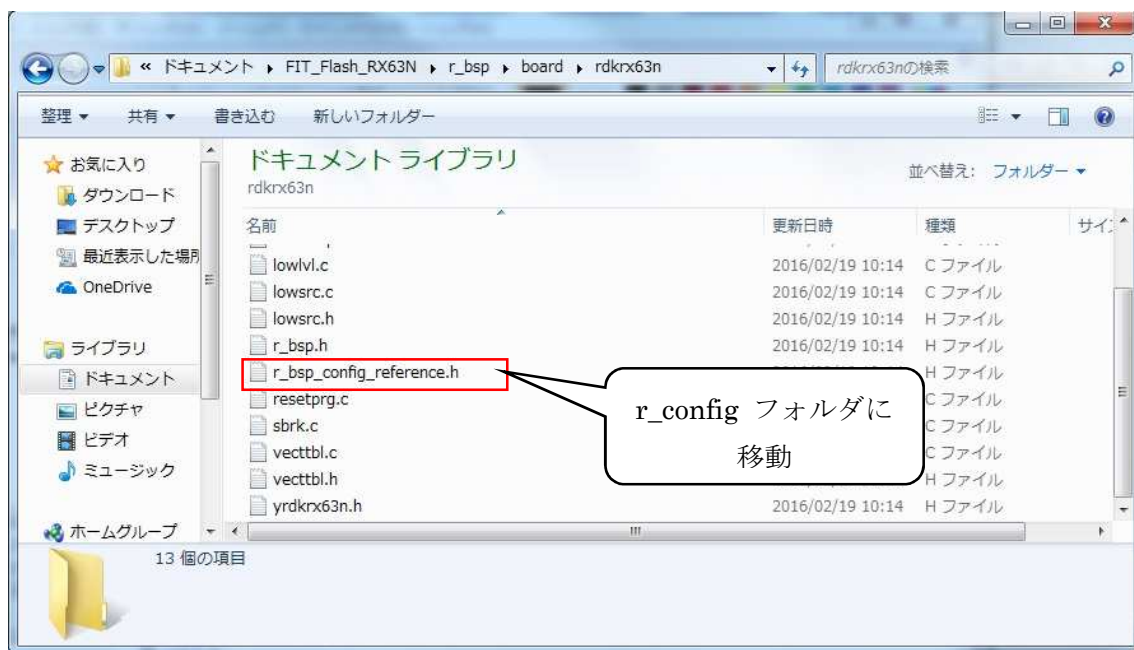 « ドキュメント ▸ FIT_Flash_RX63N ▸ r_bsp ▸ board ▸ rdkrx63n
rdkrx63nの検索
整理 ▼ 共有 ▼ 書き込む 新しいフォルダー
お気に入り
ダウンロード
デスクトップ
最近表示した場所
OneDrive
ライブラリ
ドキュメント
ピクチャ
ビデオ
ミュージック
ホームグループ
ドキュメント ライブラリ
rdkrx63n
並べ替え: フォルダー ▼
名前 更新日時 種類
lowlvl.c 2016/02/19 10:14 C ファイル
lowsrc.c 2016/02/19 10:14 C ファイル
lowsrc.h 2016/02/19 10:14 H ファイル
r_bsp.h 2016/02/19 10:14 H ファイル
r_bsp_config_reference.h H ファイル
resetprg.c C ファイル
sbrk.c C ファイル
vecttbl.c C ファイル
vecttbl.h H ファイル
yrdkrx63n.h 2016/02/19 10:14 H ファイル
r_config フォルダに
移動
13 個の項目